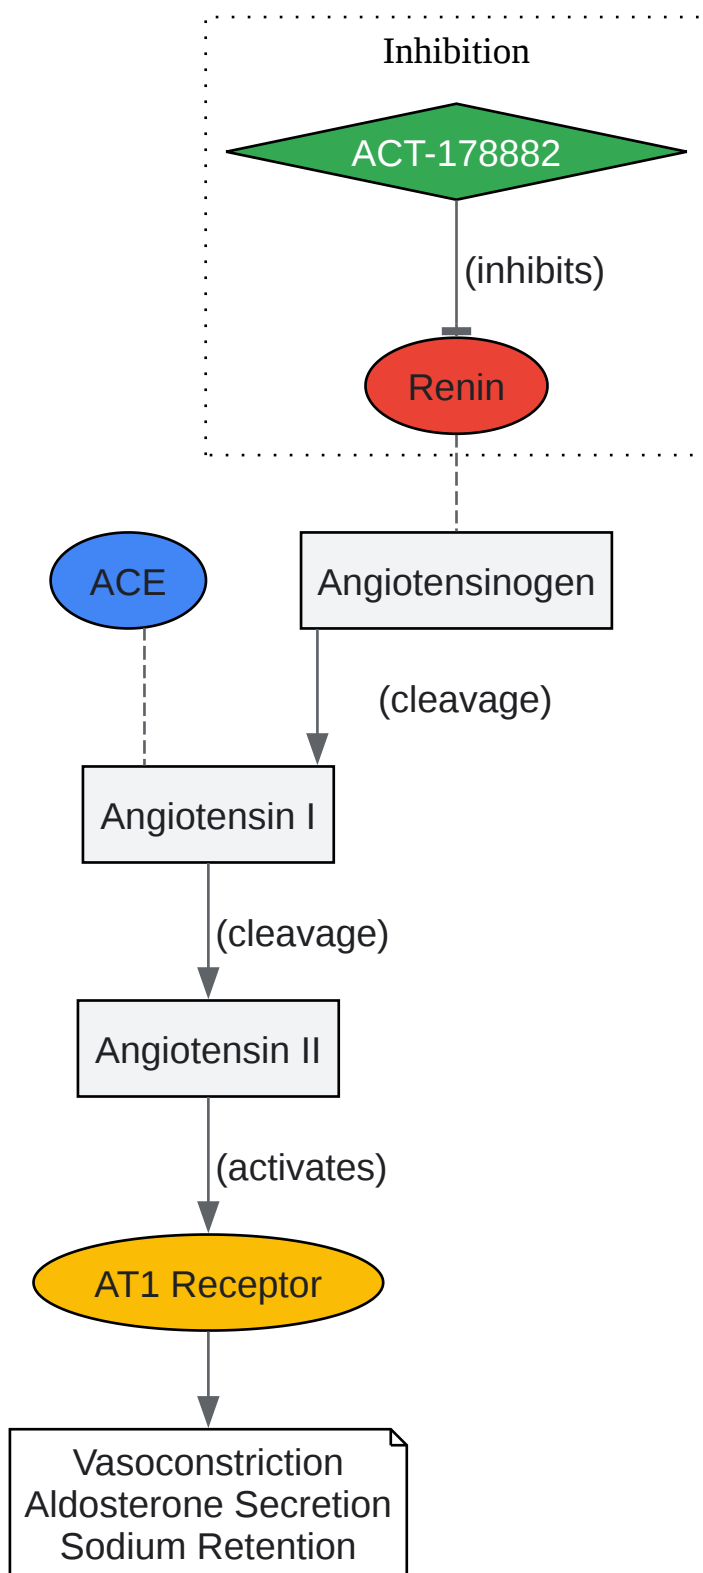 Inhibition
ACT-178882
(inhibits)
Renin
ACE
Angiotensinogen
(cleavage)
Angiotensin I
(cleavage)
Angiotensin II
(activates)
AT1 Receptor
Vasoconstriction
Aldosterone Secretion
Sodium Retention